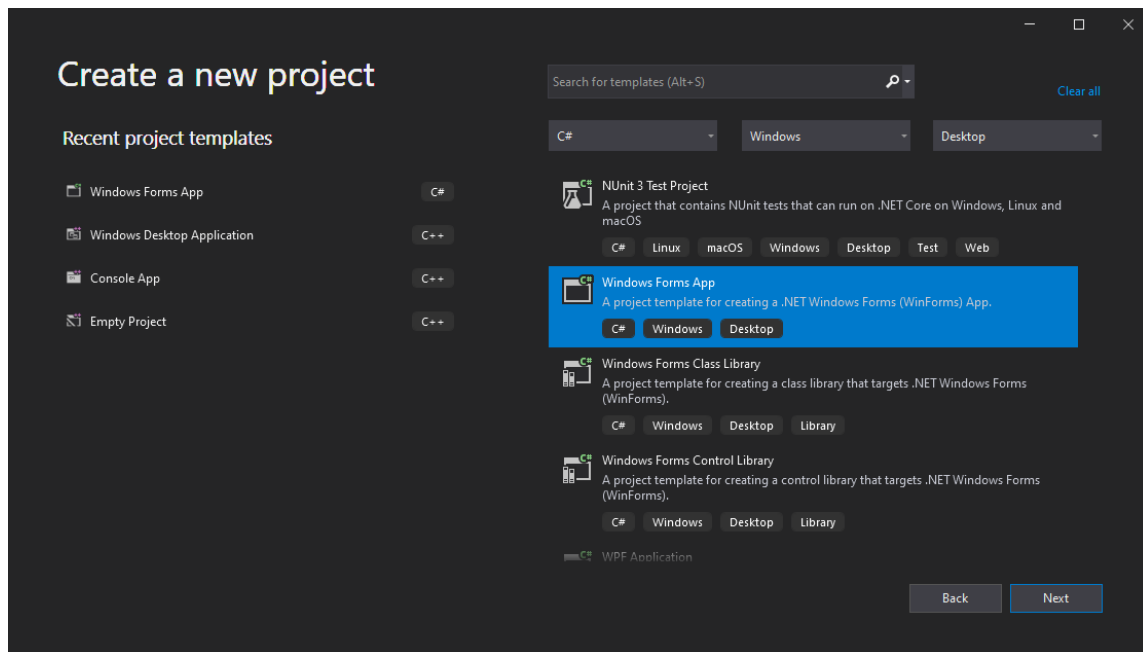 Create a new project
Recent project templates
Windows Forms App C#
Windows Desktop Application C++
Console App C++
Empty Project C++
Search for templates (Alt+S)
Clear all
C# Windows Desktop
NUnit 3 Test Project
A project that contains NUnit tests that can run on .NET Core on Windows, Linux and
macOS
C# Linux macOS Windows Desktop Test Web
Windows Forms App
A project template for creating a .NET Windows Forms (WinForms) App.
C# Windows Desktop
Windows Forms Class Library
A project template for creating a class library that targets .NET Windows Forms
(WinForms).
C# Windows Desktop Library
Windows Forms Control Library
A project template for creating a control library that targets .NET Windows Forms
(WinForms).
C# Windows Desktop Library
WPF Application
Back Next